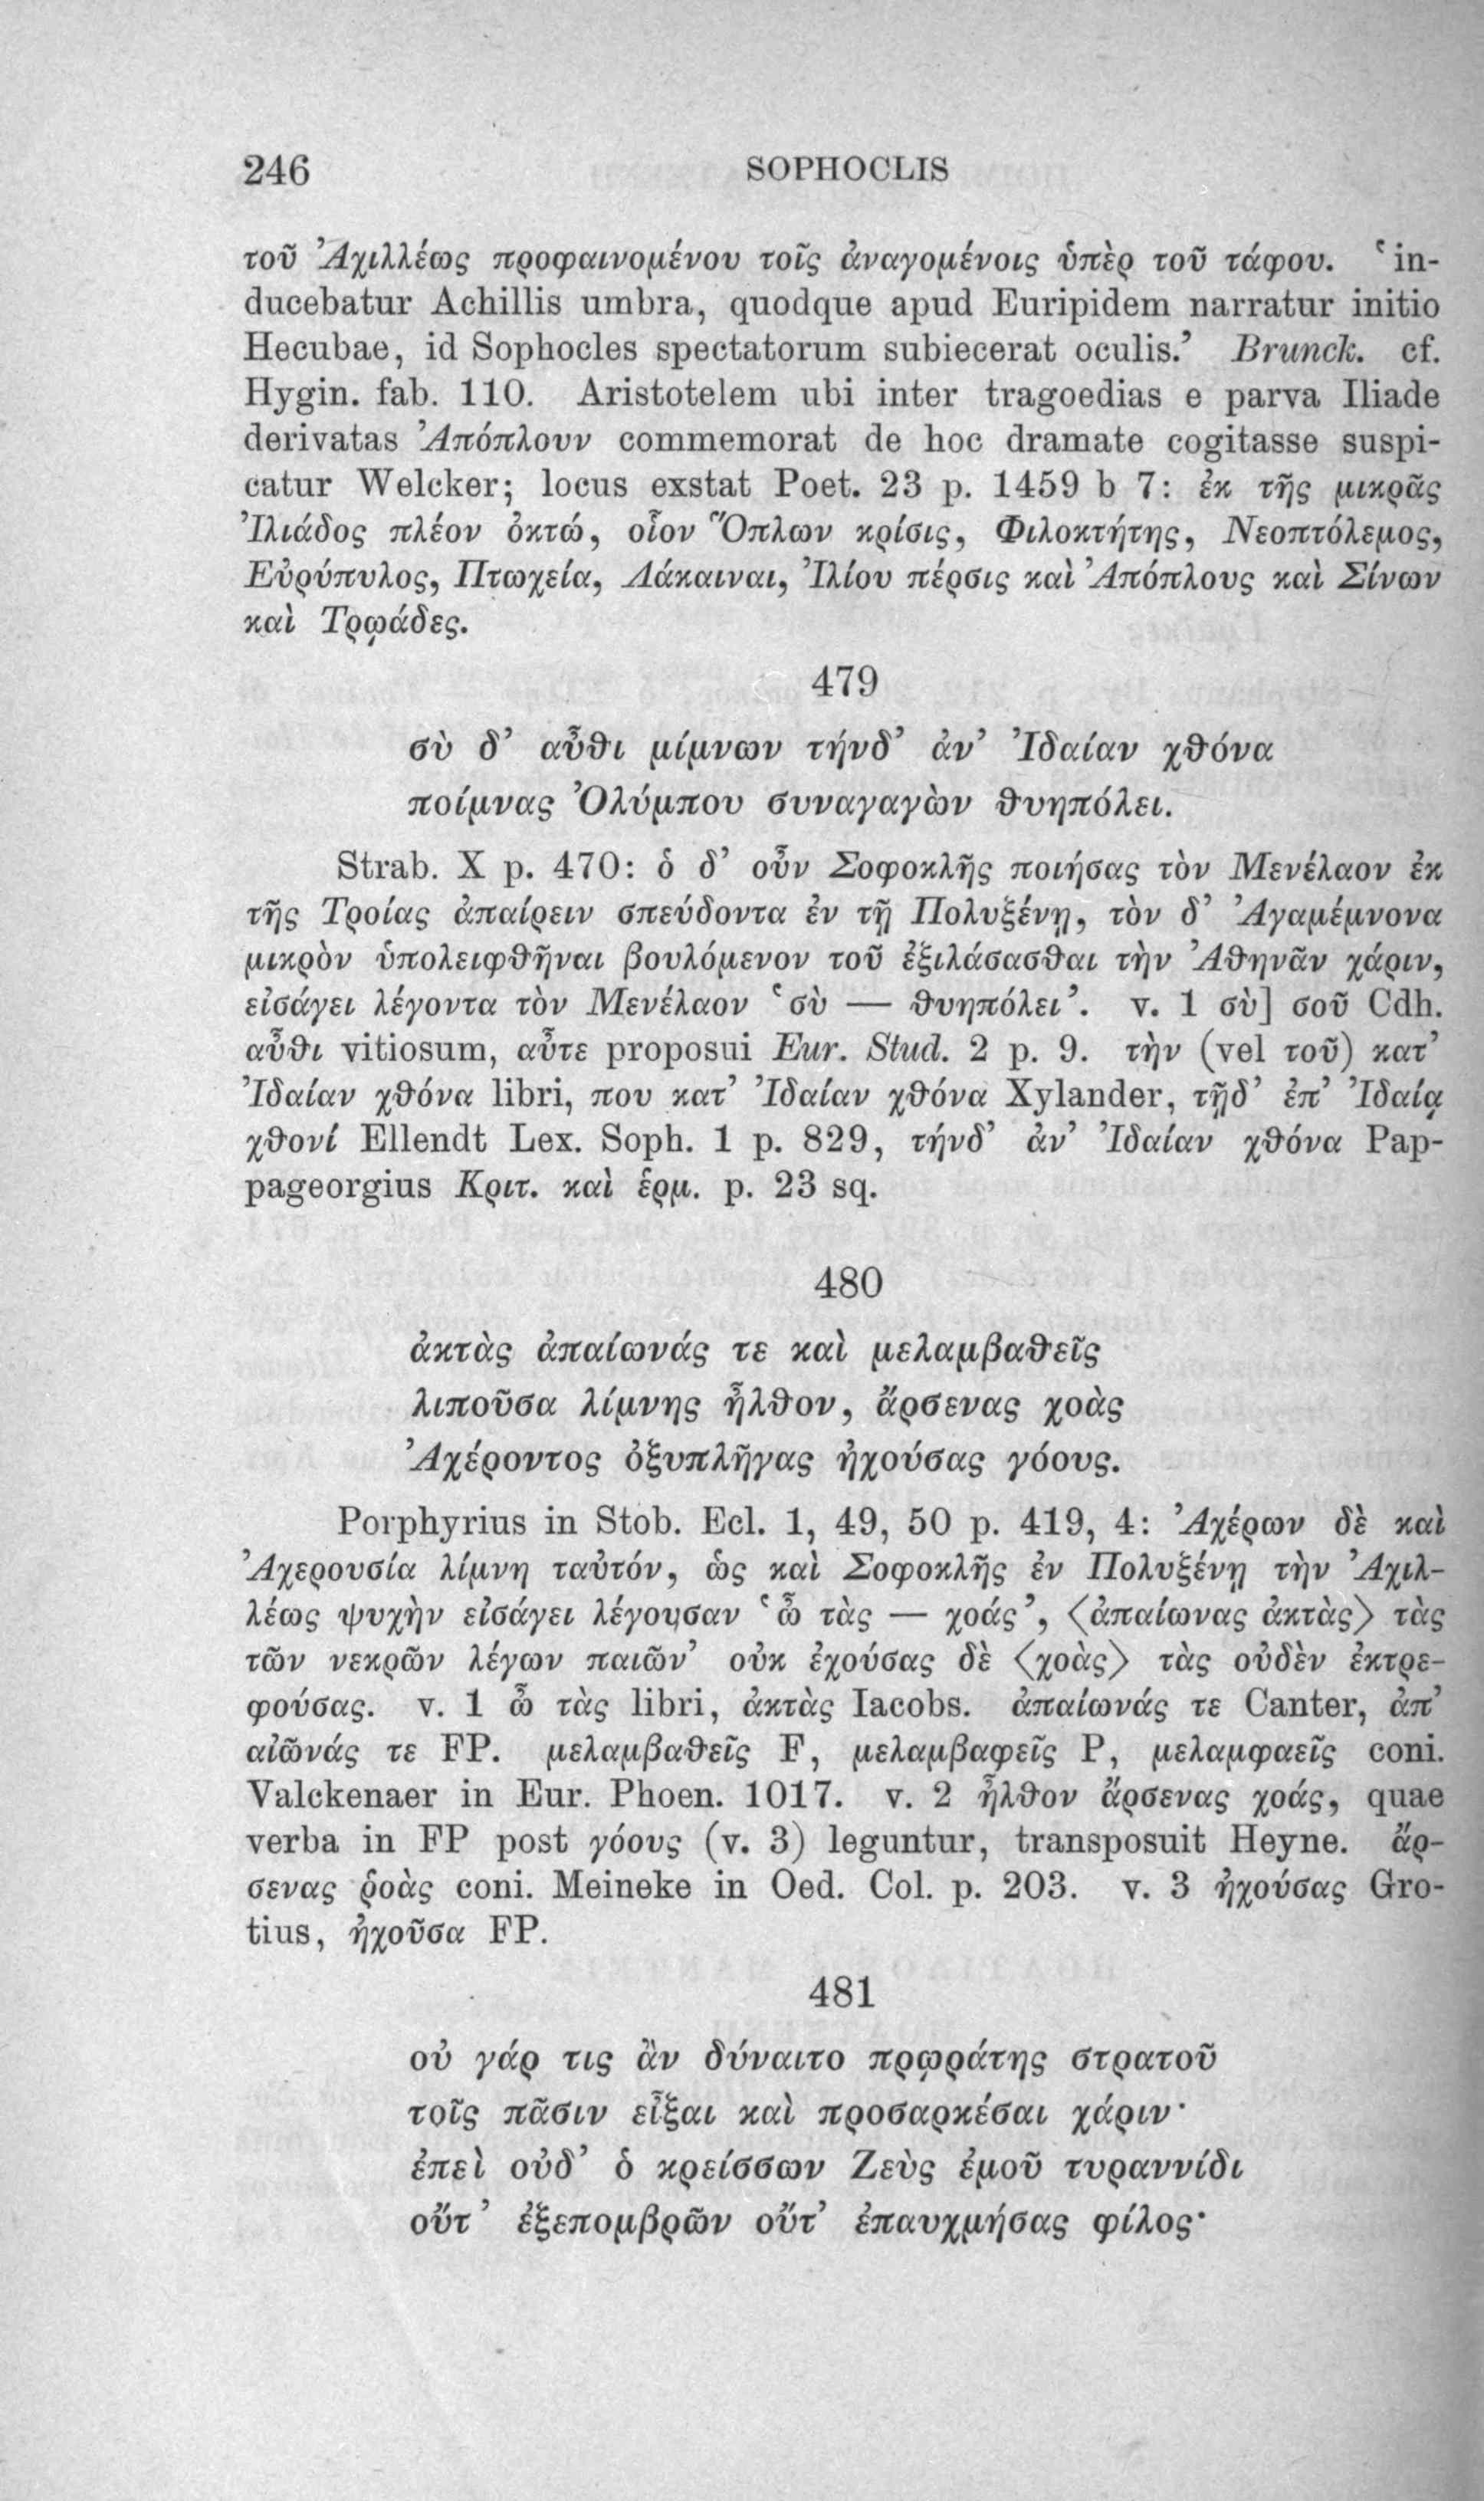 246 SOPHOCLIS
τοῦ Ἀχιλλέως προφαινομένου τοῖς ἀναγομένοις ὑπὲρ τοῦ τάφου. ‘in-
ducebatur Achillis umbra, quodque apud Euripidem narratur initio
Hecubae, id Sophocles spectatorum subiecerat oculis.’ Brunck. cf.
Hygin. fab. 110. Aristotelem ubi inter tragoedias e parva Iliade
derivatas Ἀπόπλουν commemorat de hoc dramate cogitasse suspi-
catur Welcker; locus exstat Poet. 23 p. 1459 b 7: ἐκ τῆς μικρᾶς
Ἰλιάδος πλέον ὀκτώ, οἷον Ὅπλων κρίσις, Φιλοκτήτης, Νεοπτόλεμος,
Εὐρύπυλος, Πτωχεία, Λάκαιναι, Ἰλίου πέρσις καὶ Ἀπόπλους καὶ Σίνων
καὶ Τρῳάδες.
479
σὺ δ’ αὖθι μίμνων τήνδ’ ἀν’ Ἰδαίαν χθόνα
ποίμνας Ὀλύμπου συναγαγὼν θυηπόλει.
Strab. X p. 470: ὁ δ’ οὖν Σοφοκλῆς ποιήσας τὸν Μενέλαον ἐκ
τῆς Τροίας ἀπαίρειν σπεύδοντα ἐν τῇ Πολυξένῃ, τὸν δ’ Ἀγαμέμνονα
μικρὸν ὑπολειφθῆναι βουλόμενον τοῦ ἐξιλάσασθαι τὴν Ἀθηνᾶν χάριν,
εἰσάγει λέγοντα τὸν Μενέλαον ‘σὺ — θυηπόλει’. v. 1 σὺ] σοῦ Cdh.
αὖθι vitiosum, αὖτε proposui Eur. Stud. 2 p. 9. τὴν (vel τοῦ) κατ’
Ἰδαίαν χθόνα libri, που κατ’ Ἰδαίαν χθόνα Xylander, τῇδ’ ἐπ’ Ἰδαίᾳ
χθονί Ellendt Lex. Soph. 1 p. 829, τήνδ’ ἀν’ Ἰδαίαν χθόνα Pap-
pageorgius Κριτ. καὶ ἑρμ. p. 23 sq.
480
ἀκτὰς ἀπαίωνάς τε καὶ μελαμβαθεῖς
λιποῦσα λίμνης ἦλθον, ἄρσενας χοὰς
Ἀχέροντος ὀξυπλῆγας ἠχούσας γόους.
Porphyrius in Stob. Ecl. 1, 49, 50 p. 419, 4: Ἀχέρων δὲ καὶ
Ἀχερουσία λίμνη ταὐτόν, ὡς καὶ Σοφοκλῆς ἐν Πολυξένῃ τὴν Ἀχιλ-
λέως ψυχὴν εἰσάγει λέγουσαν ‘ὦ τὰς — χοάς’, 〈ἀπαίωνας ἀκτὰς〉 τὰς
τῶν νεκρῶν λέγων παιῶν’ οὐκ ἐχούσας δὲ 〈χοὰς〉 τὰς οὐδὲν ἐκτρε-
φούσας. v. 1 ὦ τὰς libri, ἀκτὰς Iacobs. ἀπαίωνάς τε Canter, ἀπ’
αἰῶνάς τε FP. μελαμβαθεῖς F, μελαμβαφεῖς P, μελαμφαεῖς coni.
Valckenaer in Eur. Phoen. 1017. v. 2 ἦλθον ἄρσενας χοάς, quae
verba in FP post γόους (v. 3) leguntur, transposuit Heyne. ἄρ-
σενας ῥοὰς coni. Meineke in Oed. Col. p. 203. v. 3 ἠχούσας Gro-
tius, ἠχοῦσα FP.
481
οὐ γάρ τις ἂν δύναιτο πρῳράτης στρατοῦ
τοῖς πᾶσιν εἶξαι καὶ προσαρκέσαι χάριν·
ἐπεὶ οὐδ’ ὁ κρείσσων Ζεὺς ἐμοῦ τυραννίδι
οὔτ’ ἐξεπομβρῶν οὔτ’ ἐπαυχμήσας φίλος·